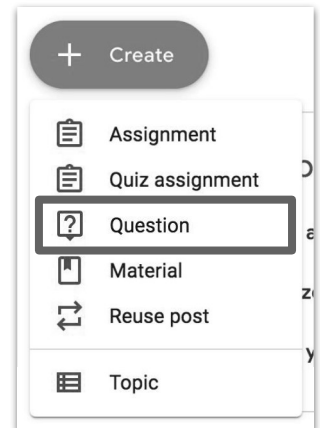 Create
Assignment
Quiz assignment
Question
Material
Reuse post
Topic